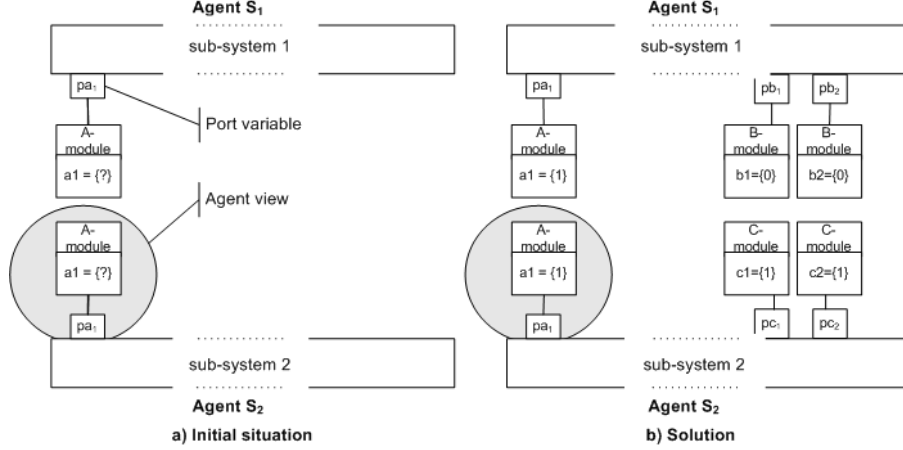 Agent S₁
sub-system 1
pa₁
Port variable
A-
module
a1 = {?}
Agent view
A-
module
a1 = {?}
pa₁
sub-system 2
Agent S₂
a) Initial situation
Agent S₁
sub-system 1
pa₁
pb₁
pb₂
A-
module
a1 = {1}
B-
module
b1={0}
B-
module
b2={0}
A-
module
a1 = {1}
C-
module
c1={1}
C-
module
c2={1}
pa₁
pc₁
pc₂
sub-system 2
Agent S₂
b) Solution